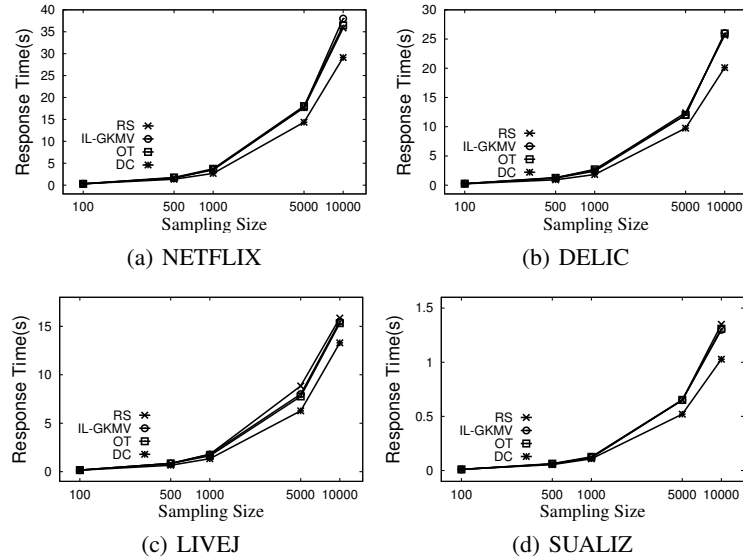 40
35
30
25
20
15
10
5
0
Response Time(s)
RS
IL-GKMV
OT
DC
100 500 1000 5000 10000
Sampling Size
(a) NETFLIX
30
25
20
15
10
5
0
Response Time(s)
RS
IL-GKMV
OT
DC
100 500 1000 5000 10000
Sampling Size
(b) DELIC
15
10
5
0
Response Time(s)
RS
IL-GKMV
OT
DC
100 500 1000 5000 10000
Sampling Size
(c) LIVEJ
1.5
1
0.5
0
Response Time(s)
RS
IL-GKMV
OT
DC
100 500 1000 5000 10000
Sampling Size
(d) SUALIZ